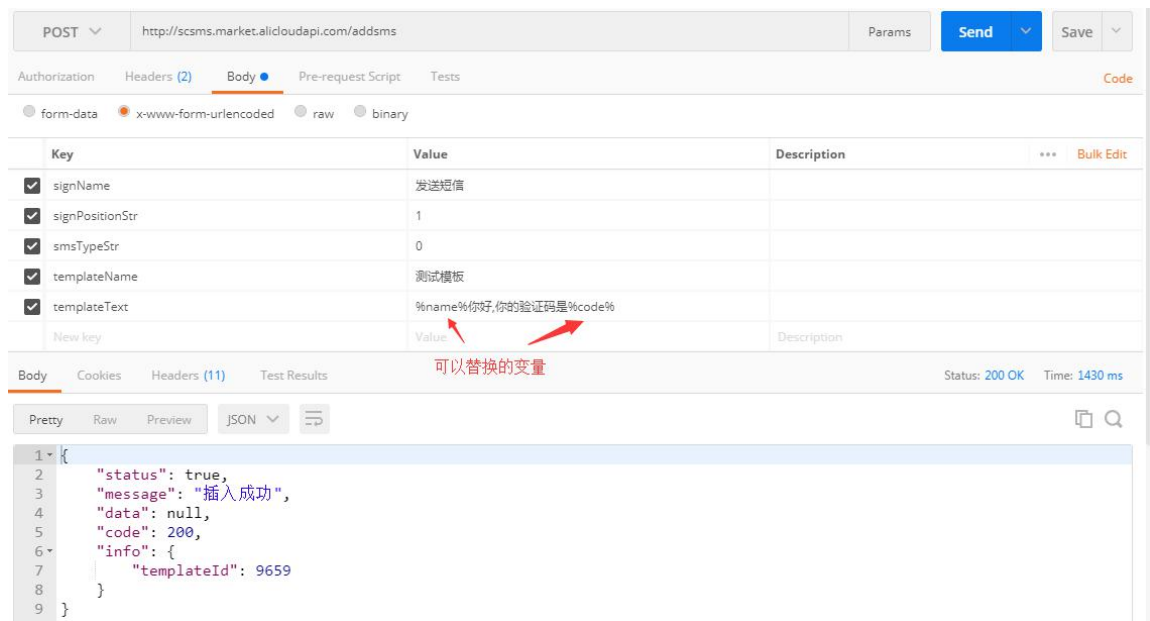 POST http://scsms.market.alicloudapi.com/addsms Params Send Save
Authorization Headers (2) Body Pre-request Script Tests Code
form-data x-www-form-urlencoded raw binary
Key Value Description ••• Bulk Edit
signName 发送短信
signPositionStr 1
smsTypeStr 0
templateName 测试模板
templateText %name%你好,你的验证码是%code%
New key Value Description
可以替换的变量
Body Cookies Headers (11) Test Results Status: 200 OK Time: 1430 ms
Pretty Raw Preview JSON
1 {
2 "status": true,
3 "message": "插入成功",
4 "data": null,
5 "code": 200,
6 "info": {
7 "templateId": 9659
8 }
9 }